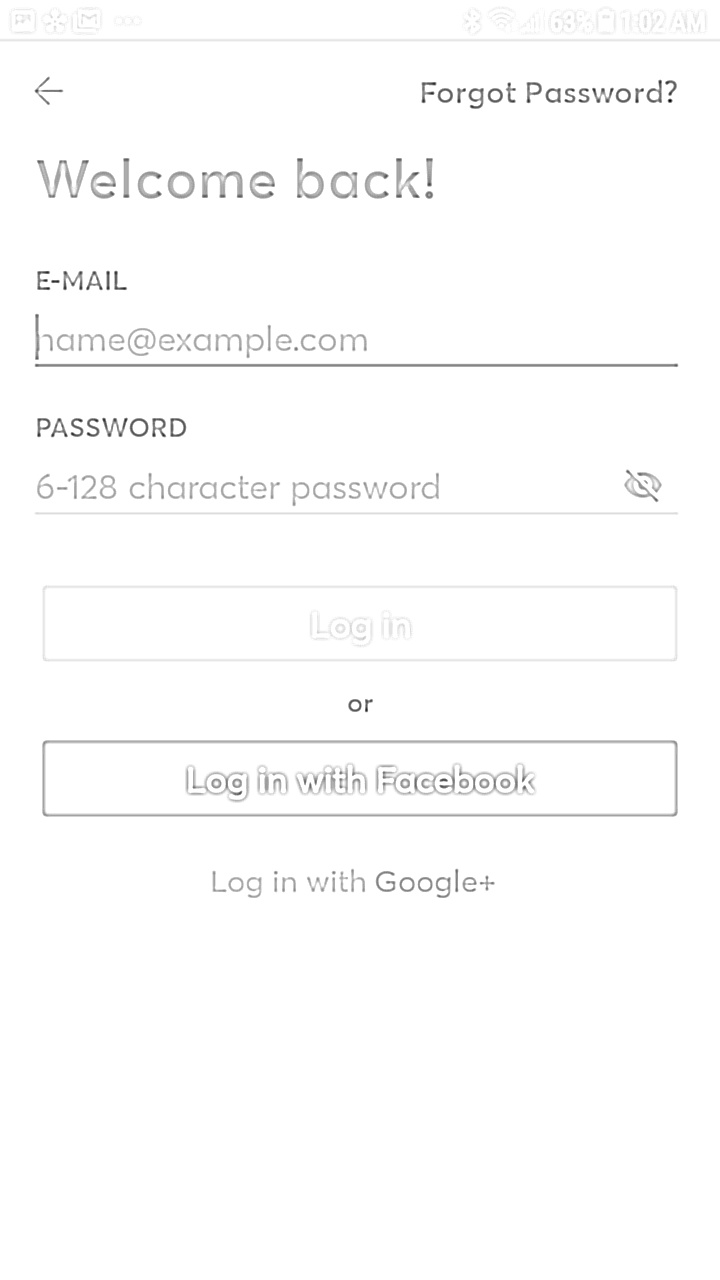 63% 1:02 AM
Forgot Password?
Welcome back!
E-MAIL
name@example.com
PASSWORD
6-128 character password
Log in
or
Log in with Facebook
Log in with Google+